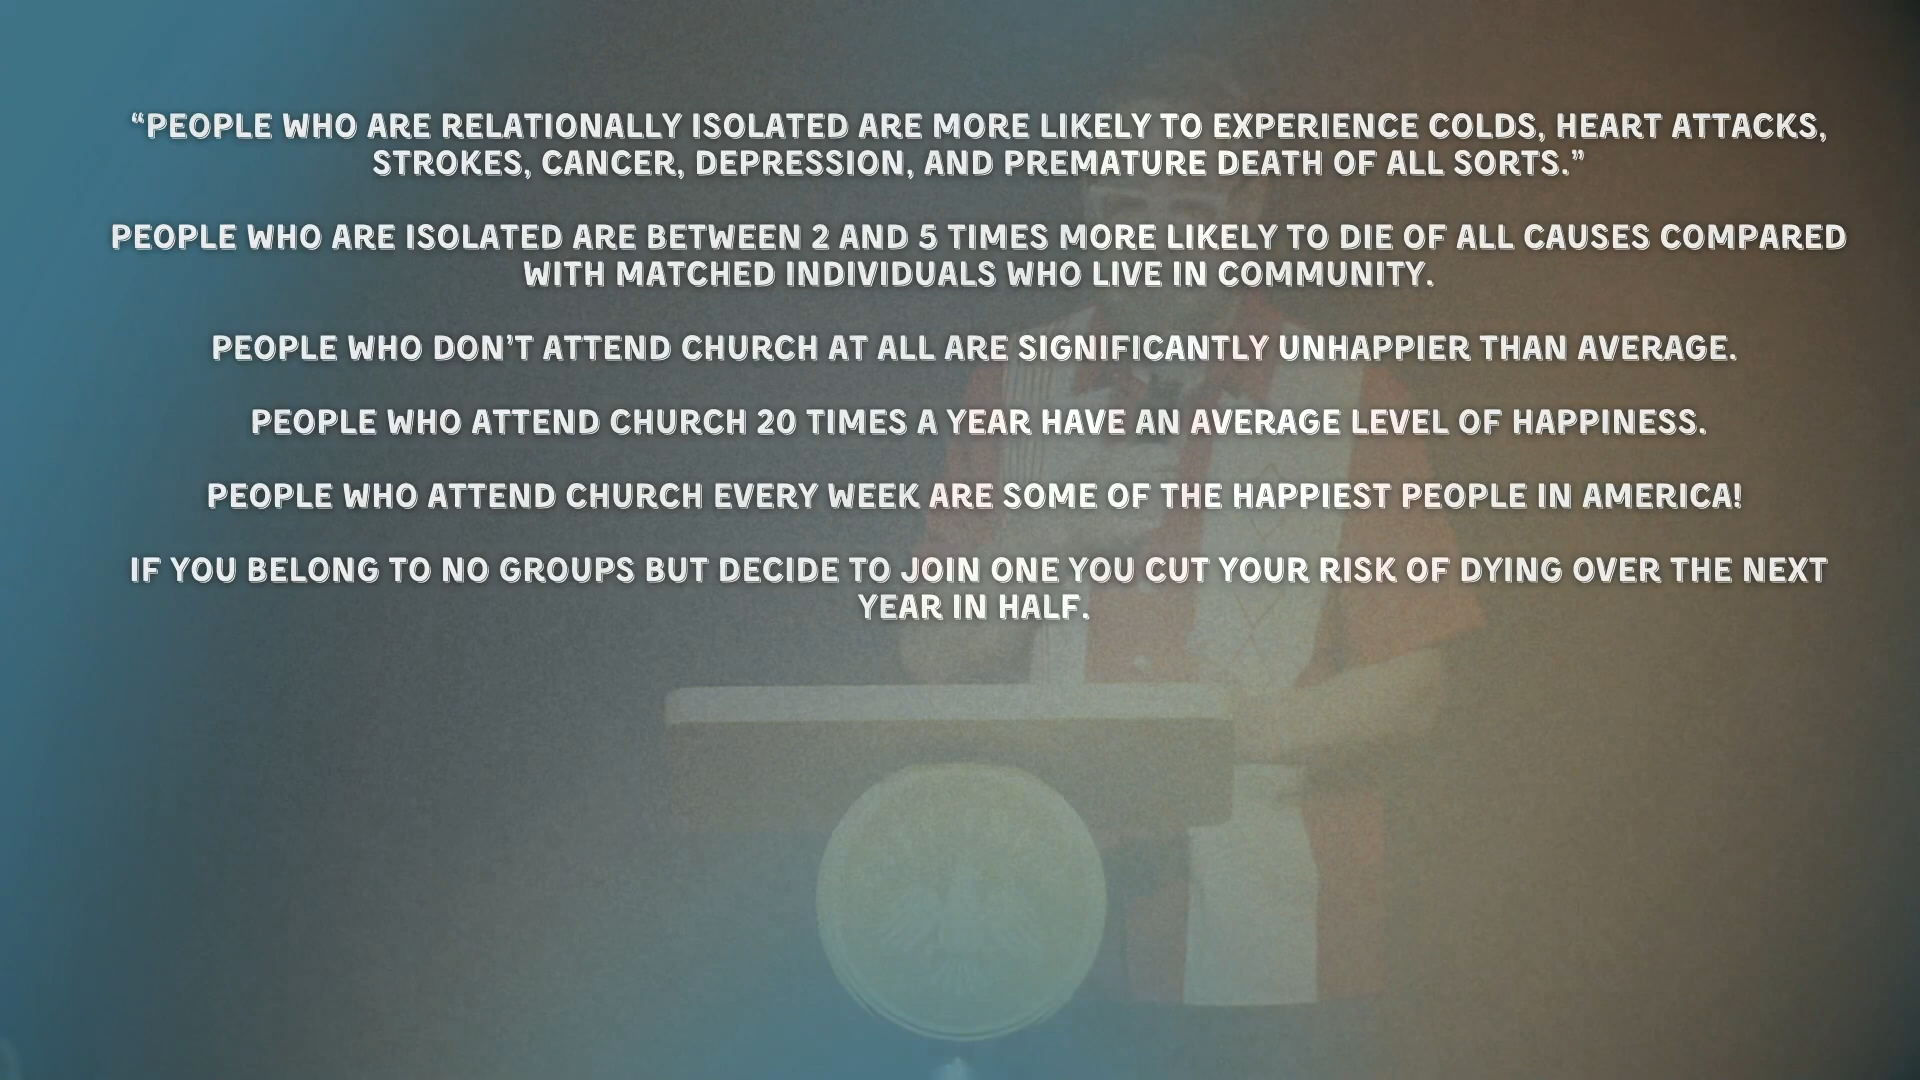 “PEOPLE WHO ARE RELATIONALLY ISOLATED ARE MORE LIKELY TO EXPERIENCE COLDS, HEART ATTACKS,
STROKES, CANCER, DEPRESSION, AND PREMATURE DEATH OF ALL SORTS.”
PEOPLE WHO ARE ISOLATED ARE BETWEEN 2 AND 5 TIMES MORE LIKELY TO DIE OF ALL CAUSES COMPARED
WITH MATCHED INDIVIDUALS WHO LIVE IN COMMUNITY.
PEOPLE WHO DON’T ATTEND CHURCH AT ALL ARE SIGNIFICANTLY UNHAPPIER THAN AVERAGE.
PEOPLE WHO ATTEND CHURCH 20 TIMES A YEAR HAVE AN AVERAGE LEVEL OF HAPPINESS.
PEOPLE WHO ATTEND CHURCH EVERY WEEK ARE SOME OF THE HAPPIEST PEOPLE IN AMERICA!
IF YOU BELONG TO NO GROUPS BUT DECIDE TO JOIN ONE YOU CUT YOUR RISK OF DYING OVER THE NEXT
YEAR IN HALF.